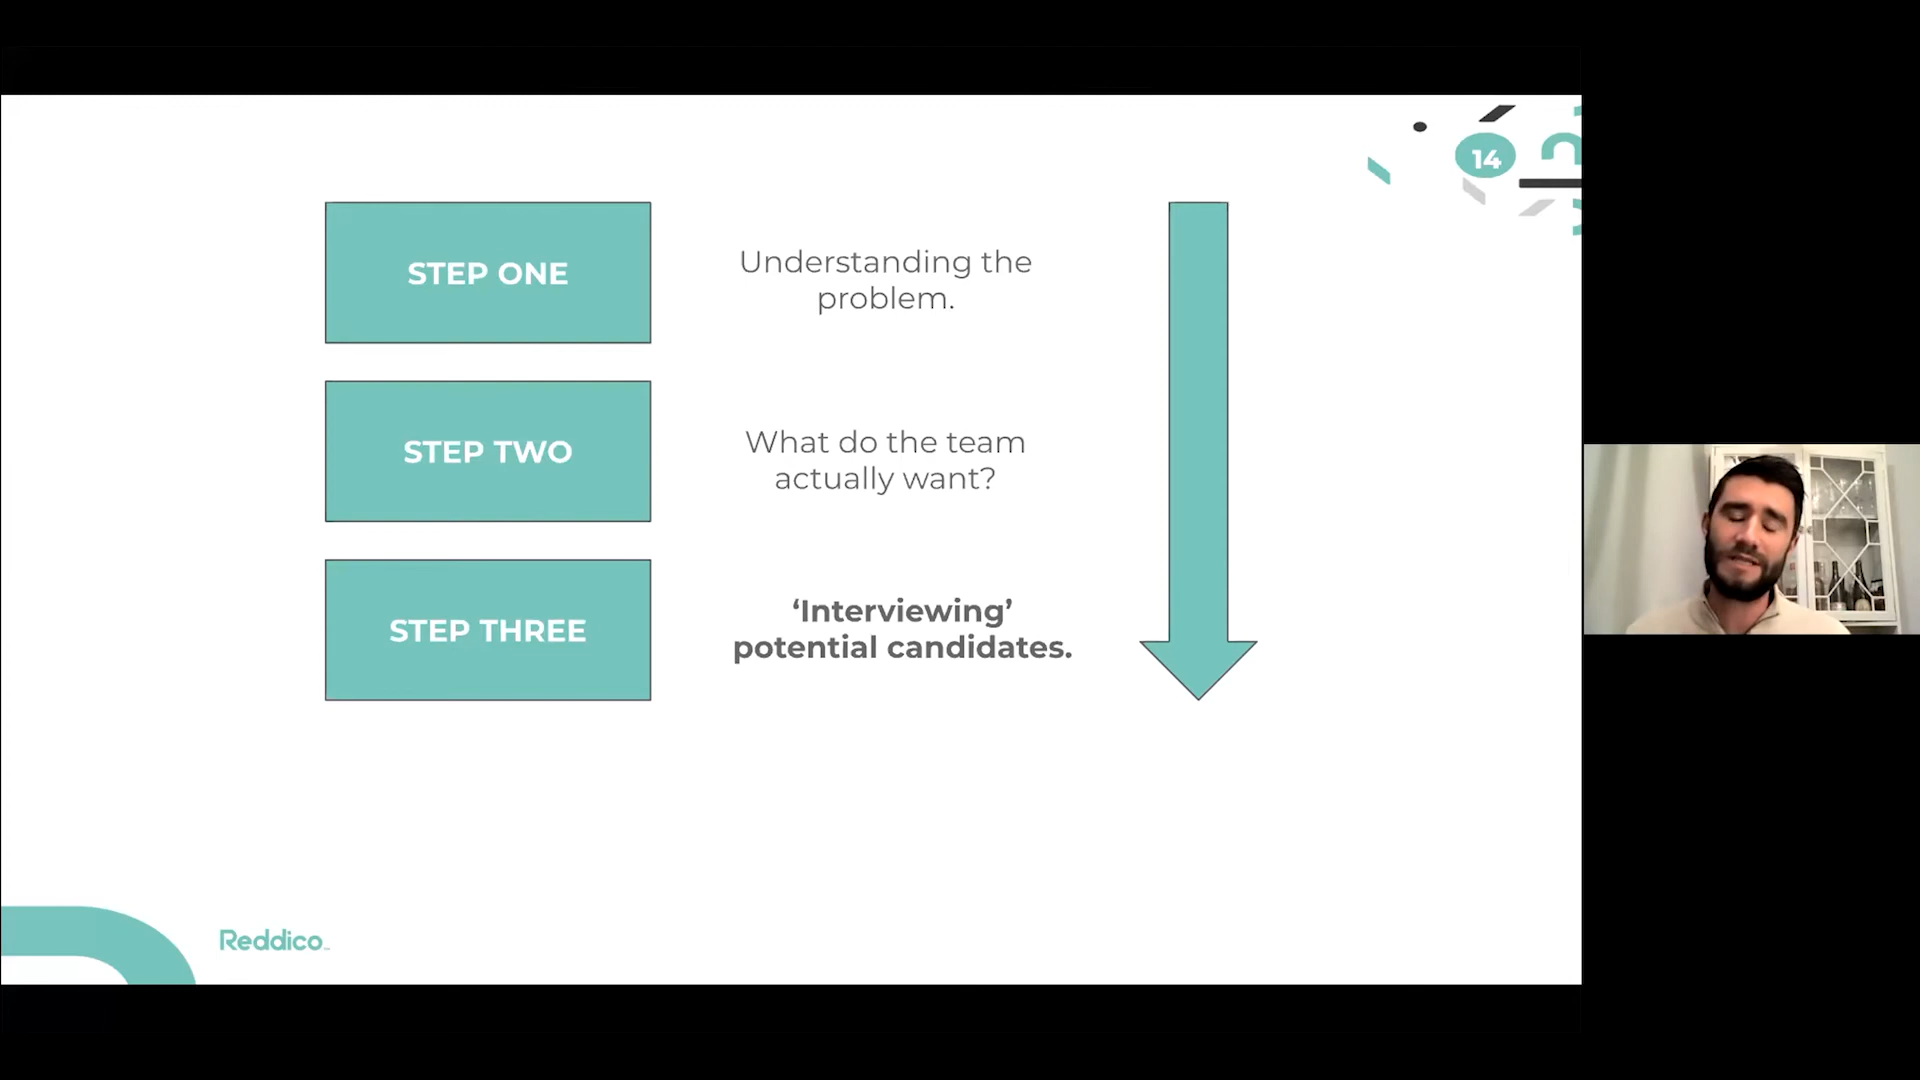 14
STEP ONE
Understanding the
problem.
STEP TWO
What do the team
actually want?
STEP THREE
‘Interviewing’
potential candidates.
Reddico